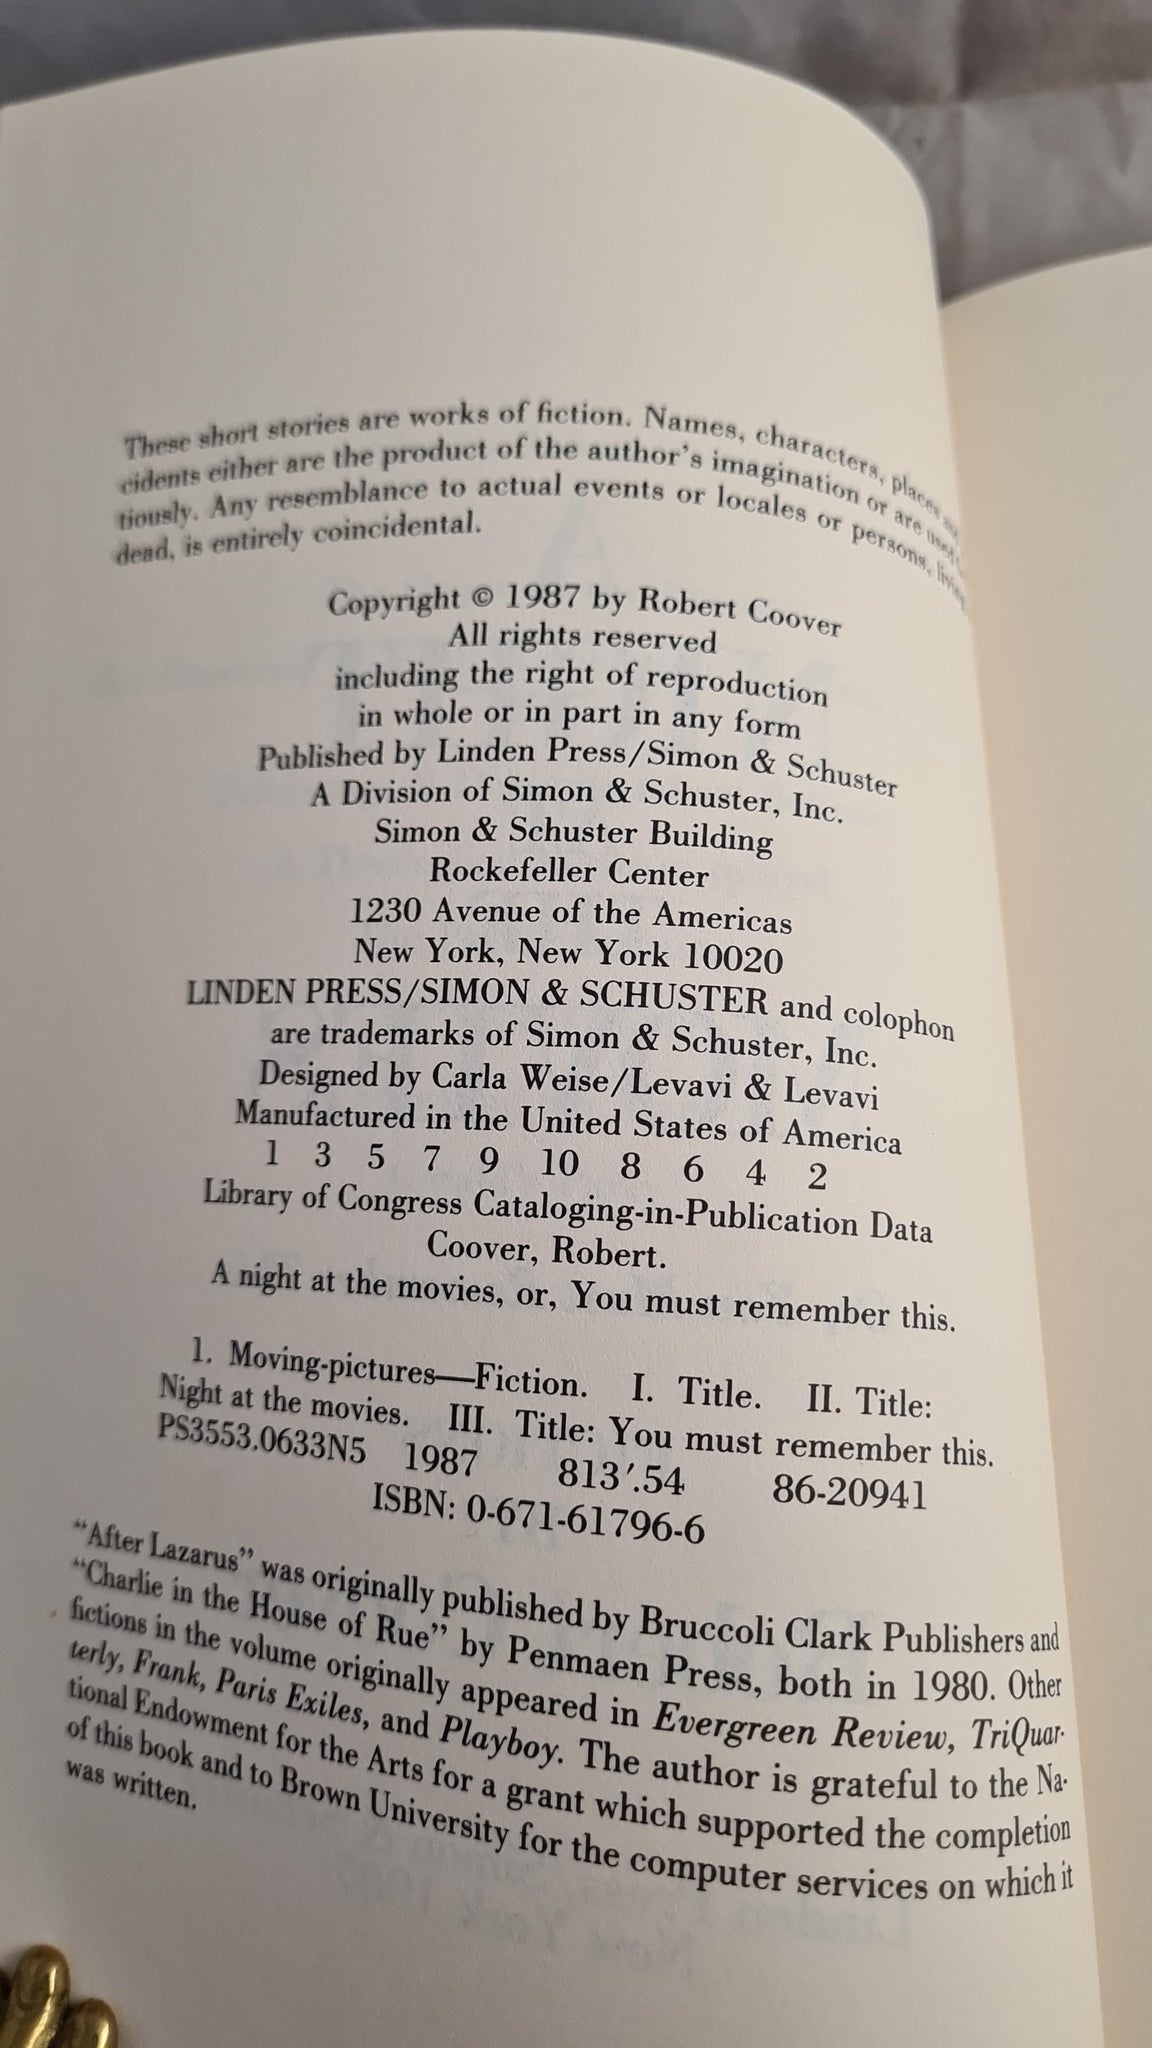 These short stories are works of fiction. Names, characters, places
cidents either are the product of the author's imagination or are used
tiously. Any resemblance to actual events or locales or persons, living
dead, is entirely coincidental.
Copyright © 1987 by Robert Coover
All rights reserved
including the right of reproduction
in whole or in part in any form
Published by Linden Press/Simon & Schuster
A Division of Simon & Schuster, Inc.
Simon & Schuster Building
Rockefeller Center
1230 Avenue of the Americas
New York, New York 10020
LINDEN PRESS/SIMON & SCHUSTER and colophon
are trademarks of Simon & Schuster, Inc.
Designed by Carla Weise/Levavi & Levavi
Manufactured in the United States of America
1 3 5 7 9 10 8 6 4 2
Library of Congress Cataloging-in-Publication Data
Coover, Robert.
A night at the movies, or, You must remember this.
1. Moving-pictures—Fiction. I. Title. II. Title:
Night at the movies. III. Title: You must remember this.
PS3553.0633N5 1987 813′.54 86-20941
ISBN: 0-671-61796-6
"After Lazarus" was originally published by Bruccoli Clark Publishers and
"Charlie in the House of Rue" by Penmaen Press, both in 1980. Other
fictions in the volume originally appeared in Evergreen Review, TriQuar-
terly, Frank, Paris Exiles, and Playboy. The author is grateful to the Na-
tional Endowment for the Arts for a grant which supported the completion
of this book and to Brown University for the computer services on which it
was written.